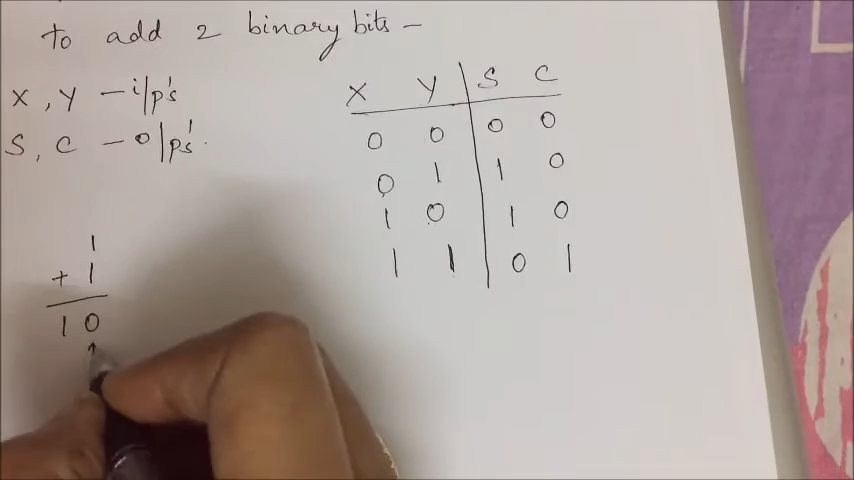 to add 2 binary bits -
X, Y - i/p's
S, C - o/p's.
X Y S C
0 0 0 0
0 1 1 0
1 0 1 0
1 1 0 1
1
+ 1
1 0